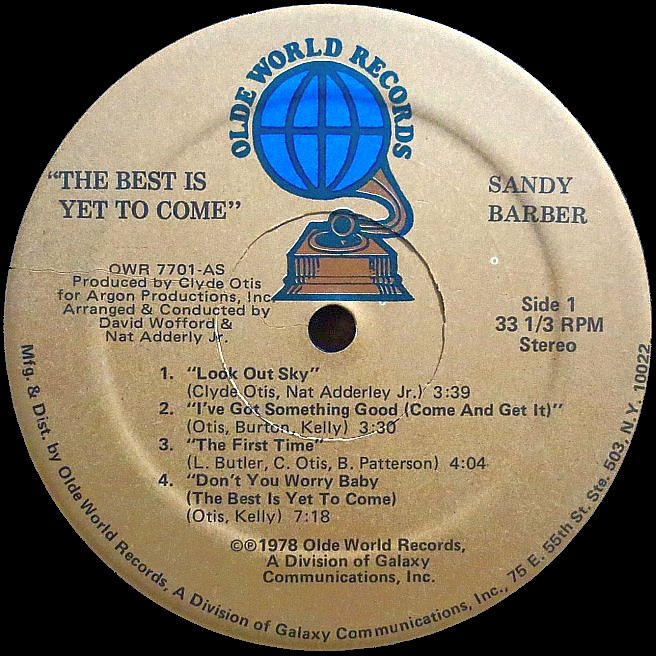 OLDE WORLD RECORDS
"THE BEST IS
YET TO COME"
SANDY
BARBER
OWR 7701-AS
Produced by Clyde Otis
for Argon Productions, Inc.
Arranged & Conducted by
David Wofford &
Nat Adderly Jr.
Side 1
33 1/3 RPM
Stereo
1. "Look Out Sky"
(Clyde Otis, Nat Adderley Jr.) 3:39
2. "I've Got Something Good (Come And Get It)"
(Otis, Burton, Kelly) 3:30
3. "The First Time"
(L. Butler, C. Otis, B. Patterson) 4:04
4. "Don't You Worry Baby
(The Best Is Yet To Come)
(Otis, Kelly) 7:18
©℗1978 Olde World Records,
A Division of Galaxy
Communications, Inc.
Mfg. & Dist. by Olde World Records, A Division of Galaxy Communications, Inc., 75 E. 55th St. Ste. 503, N.Y. 10022